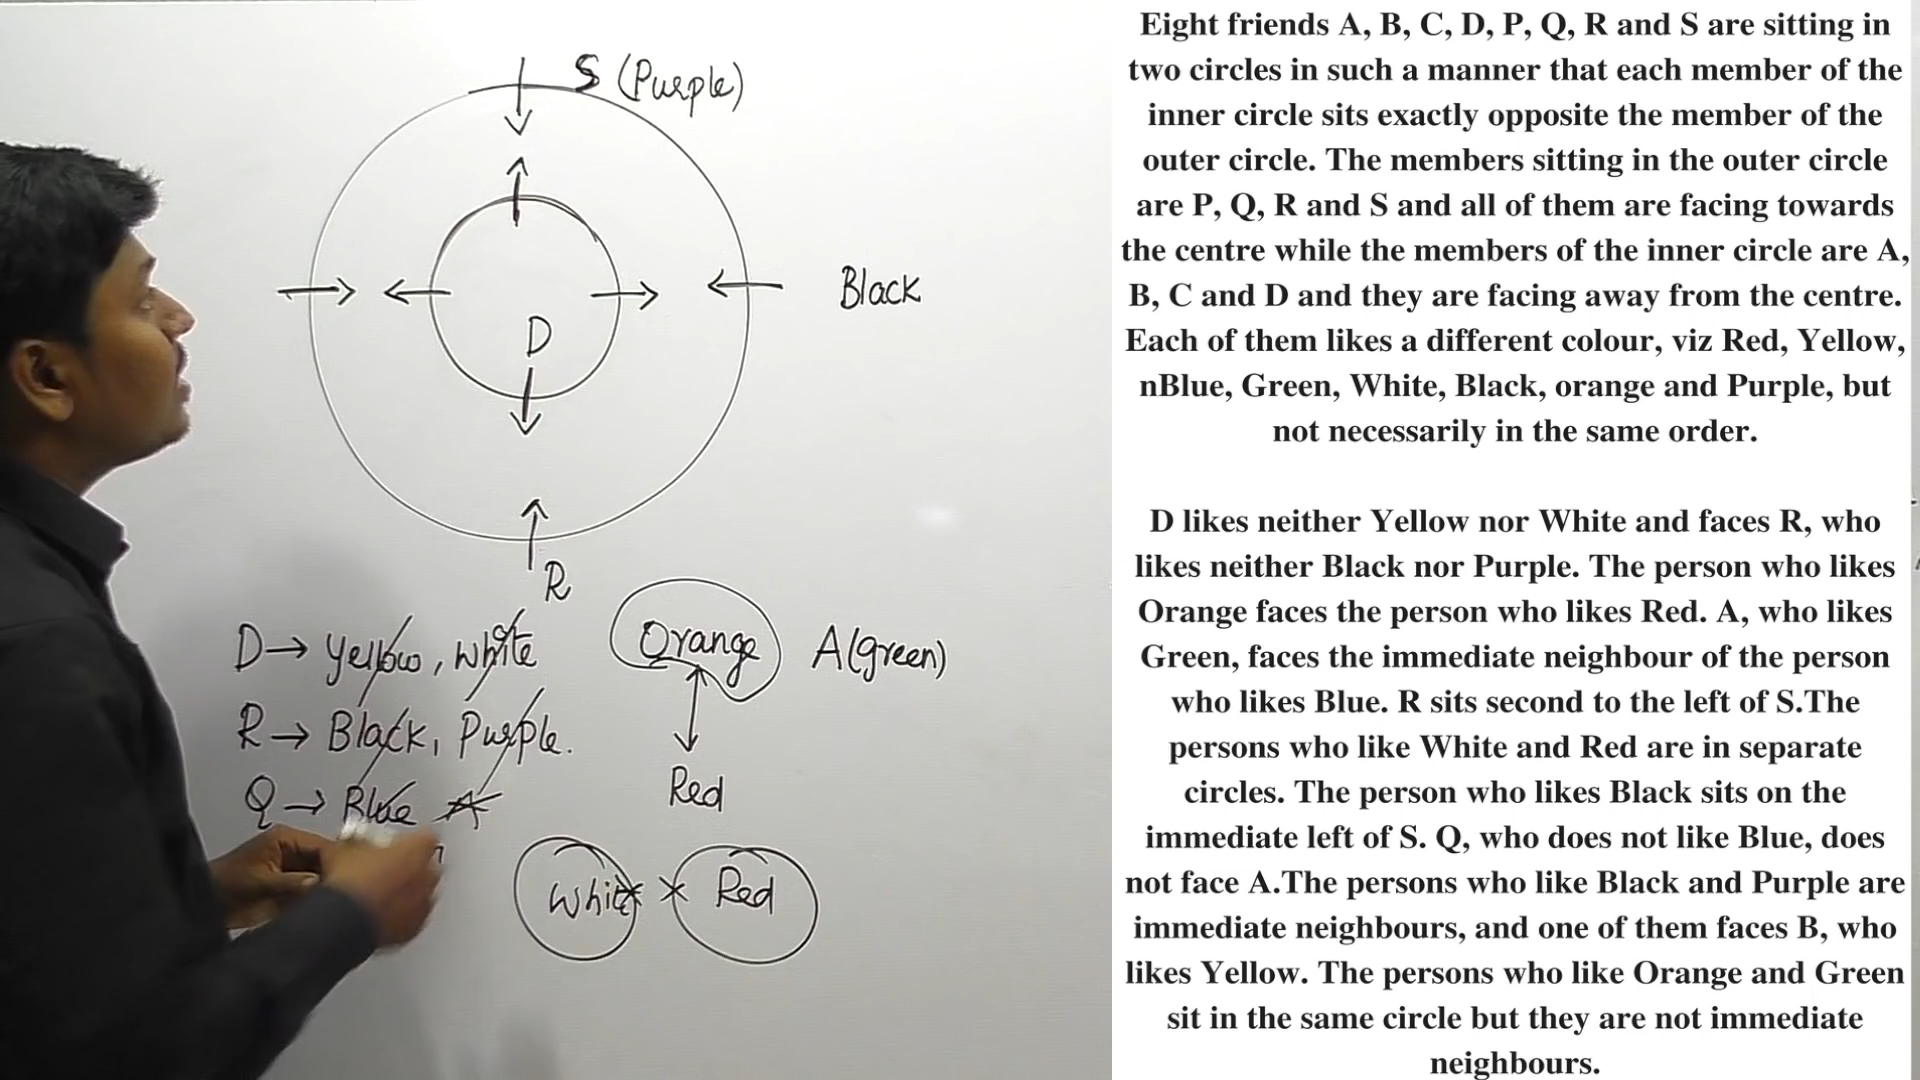 S (Purple)
Black
D
R
D → Yellow, White
Orange
A(green)
R → Black, Purple.
Red
Q → Blue A
White × Red
Eight friends A, B, C, D, P, Q, R and S are sitting in
two circles in such a manner that each member of the
inner circle sits exactly opposite the member of the
outer circle. The members sitting in the outer circle
are P, Q, R and S and all of them are facing towards
the centre while the members of the inner circle are A,
B, C and D and they are facing away from the centre.
Each of them likes a different colour, viz Red, Yellow,
nBlue, Green, White, Black, orange and Purple, but
not necessarily in the same order.
D likes neither Yellow nor White and faces R, who
likes neither Black nor Purple. The person who likes
Orange faces the person who likes Red. A, who likes
Green, faces the immediate neighbour of the person
who likes Blue. R sits second to the left of S.The
persons who like White and Red are in separate
circles. The person who likes Black sits on the
immediate left of S. Q, who does not like Blue, does
not face A.The persons who like Black and Purple are
immediate neighbours, and one of them faces B, who
likes Yellow. The persons who like Orange and Green
sit in the same circle but they are not immediate
neighbours.